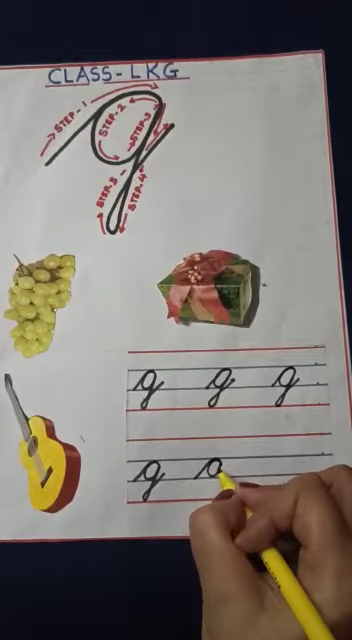 CLASS-LKG
STEP-1
STEP-2
STEP-3
STEP-5
STEP-4
g g g
g